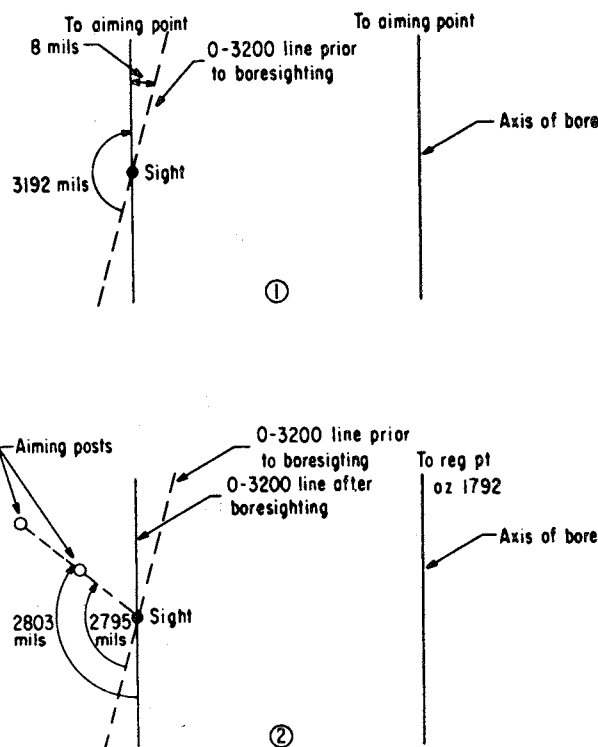 To aiming point
8 mils
0-3200 line prior
to boresighting
3192 mils
Sight
To aiming point
Axis of bore
①
Aiming posts
0-3200 line prior
to boresigting
0-3200 line after
boresighting
To reg pt
az 1792
Axis of bore
2803
mils
2795
mils
Sight
②